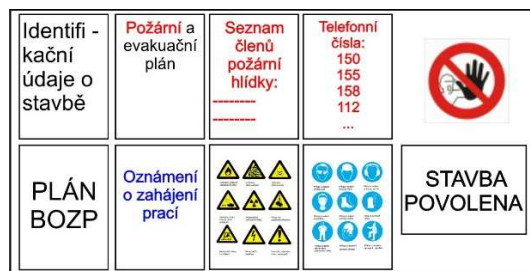 Identifi -
kační
údaje o
stavbě
Požární a
evakuační
plán
Seznam
členů
požární
hlídky:
--------
--------
Telefonní
čísla:
150
155
158
112
...
PLÁN
BOZP
Oznámení
o zahájení
prací
STAVBA
POVOLENA